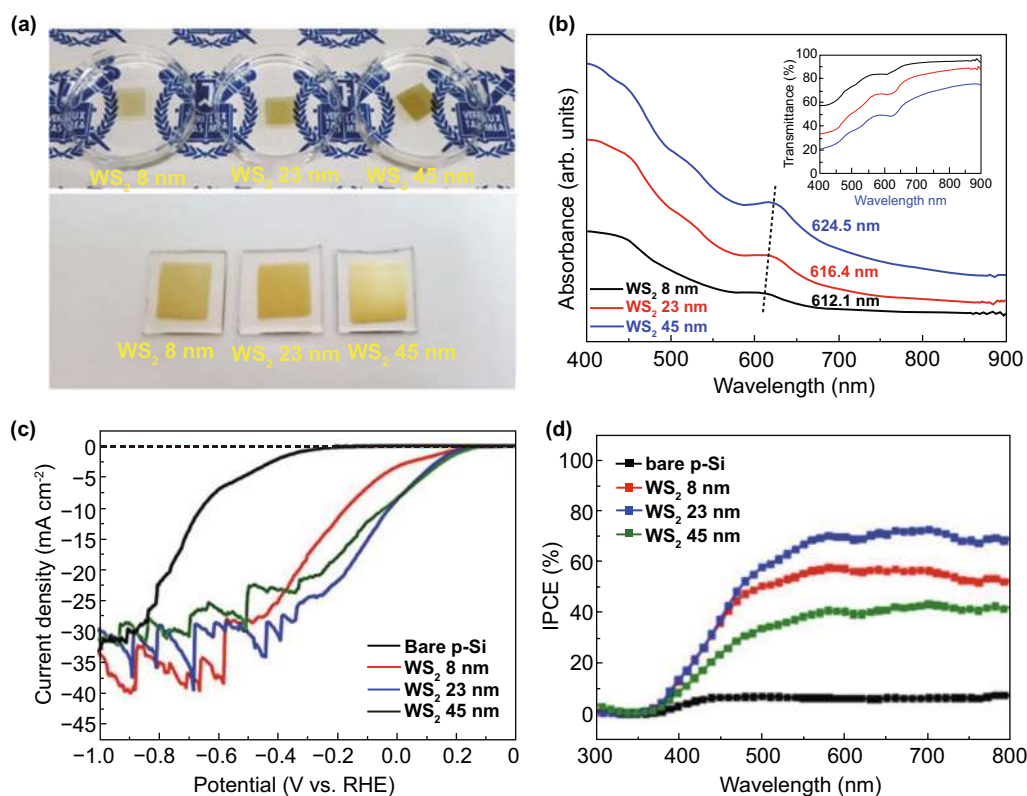 (a)
WS2 8 nm
WS2 23 nm
WS2 45 nm
WS2 8 nm
WS2 23 nm
WS2 45 nm
(b)
Absorbance (arb. units)
624.5 nm
616.4 nm
612.1 nm
WS2 8 nm
WS2 23 nm
WS2 45 nm
400 500 600 700 800 900
Wavelength (nm)
Transmittance (%)
100
80
60
40
20
0
400 500 600 700 800 900
Wavelength nm
(c)
Current density (mA cm-2)
0
−5
−10
−15
−20
−25
−30
−35
−40
−45
Bare p-Si
WS2 8 nm
WS2 23 nm
WS2 45 nm
−1.0 −0.8 −0.6 −0.4 −0.2 0.0 0
Potential (V vs. RHE)
(d)
IPCE (%)
100
80
60
40
20
0
bare p-Si
WS2 8 nm
WS2 23 nm
WS2 45 nm
300 400 500 600 700 800
Wavelength (nm)